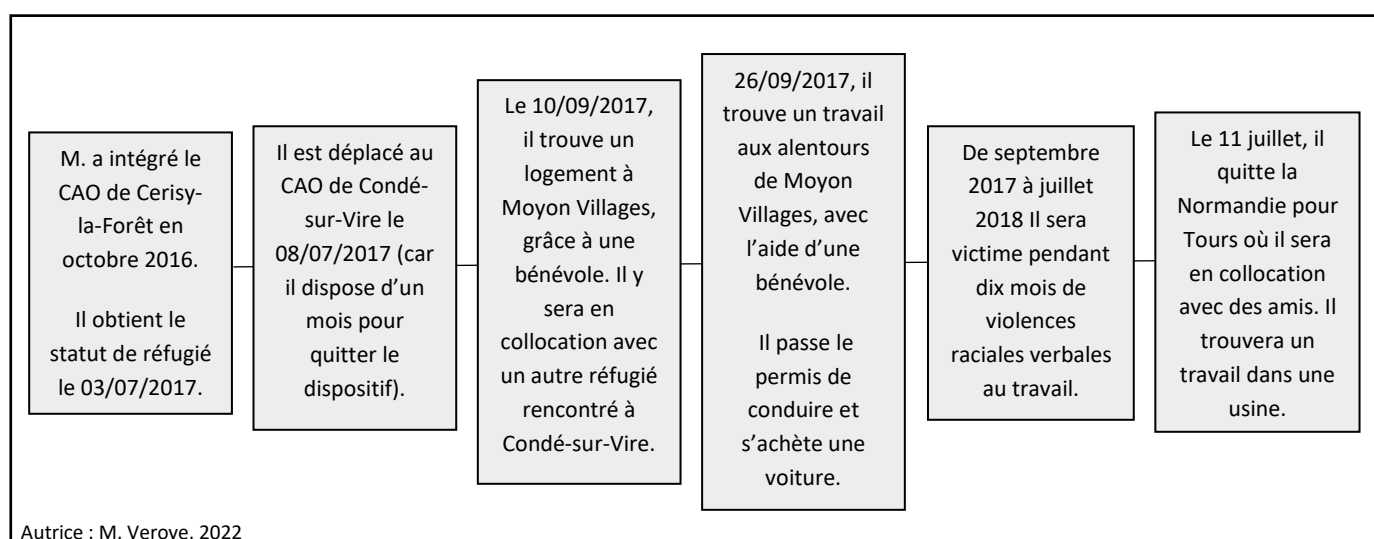 M. a intégré le
CAO de Cerisy-
la-Forêt en
octobre 2016.
Il obtient le
statut de réfugié
le 03/07/2017.
Il est déplacé au
CAO de Condé-
sur-Vire le
08/07/2017 (car
il dispose d’un
mois pour
quitter le
dispositif).
Le 10/09/2017,
il trouve un
logement à
Moyon Villages,
grâce à une
bénévole. Il y
sera en
collocation avec
un autre réfugié
rencontré à
Condé-sur-Vire.
26/09/2017, il
trouve un travail
aux alentours
de Moyon
Villages, avec
l’aide d’une
bénévole.
Il passe le
permis de
conduire et
s’achète une
voiture.
De septembre
2017 à juillet
2018 Il sera
victime pendant
dix mois de
violences
raciales verbales
au travail.
Le 11 juillet, il
quitte la
Normandie pour
Tours où il sera
en collocation
avec des amis. Il
trouvera un
travail dans une
usine.
Autrice : M. Verove, 2022